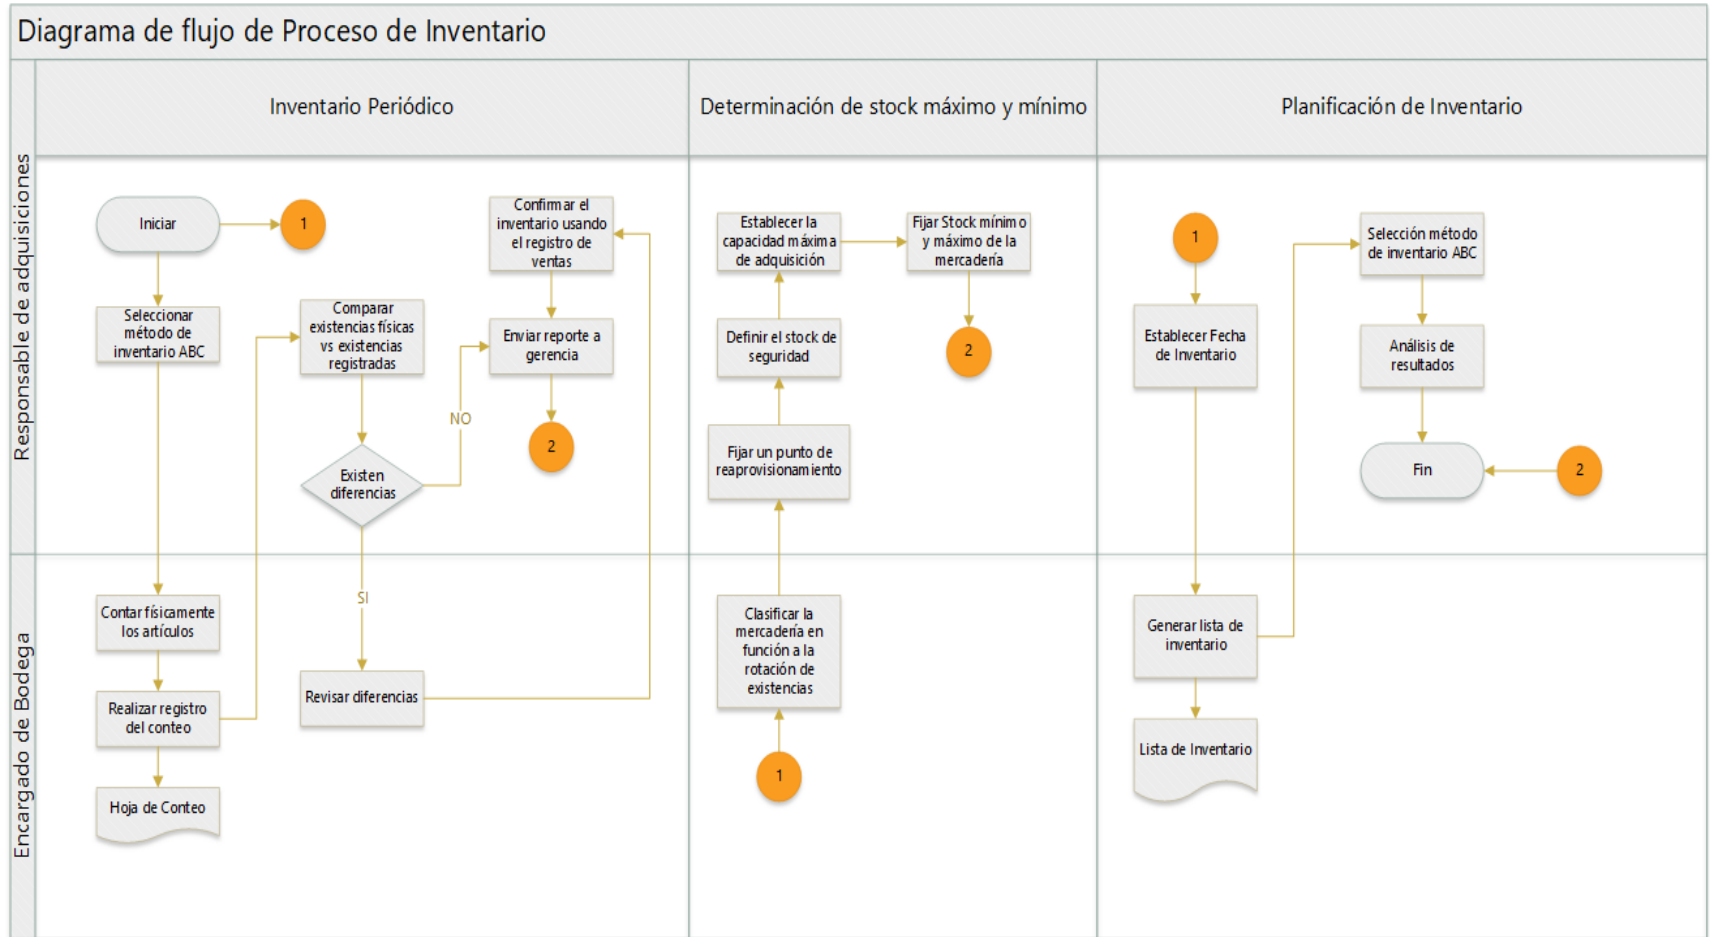 Diagrama de flujo de Proceso de Inventario
Inventario Periódico
Determinación de stock máximo y mínimo
Planificación de Inventario
Responsable de adquisiciones
Encargado de Bodega
Iniciar
1
Seleccionar
método de
inventario ABC
Contar físicamente
los artículos
Realizar registro
del conteo
Hoja de Conteo
Comparar
existencias físicas
vs existencias
registradas
Existen
diferencias
NO
SI
Revisar diferencias
Confirmar el
inventario usando
el registro de
ventas
Enviar reporte a
gerencia
2
Establecer la
capacidad máxima
de adquisición
Fijar Stock mínimo
y máximo de la
mercadería
Definir el stock de
seguridad
2
Fijar un punto de
reaprovisionamiento
Clasificar la
mercadería en
función a la
rotación de
existencias
1
1
Establecer Fecha
de Inventario
Generar lista de
inventario
Lista de Inventario
Selección método
de inventario ABC
Análisis de
resultados
Fin
2